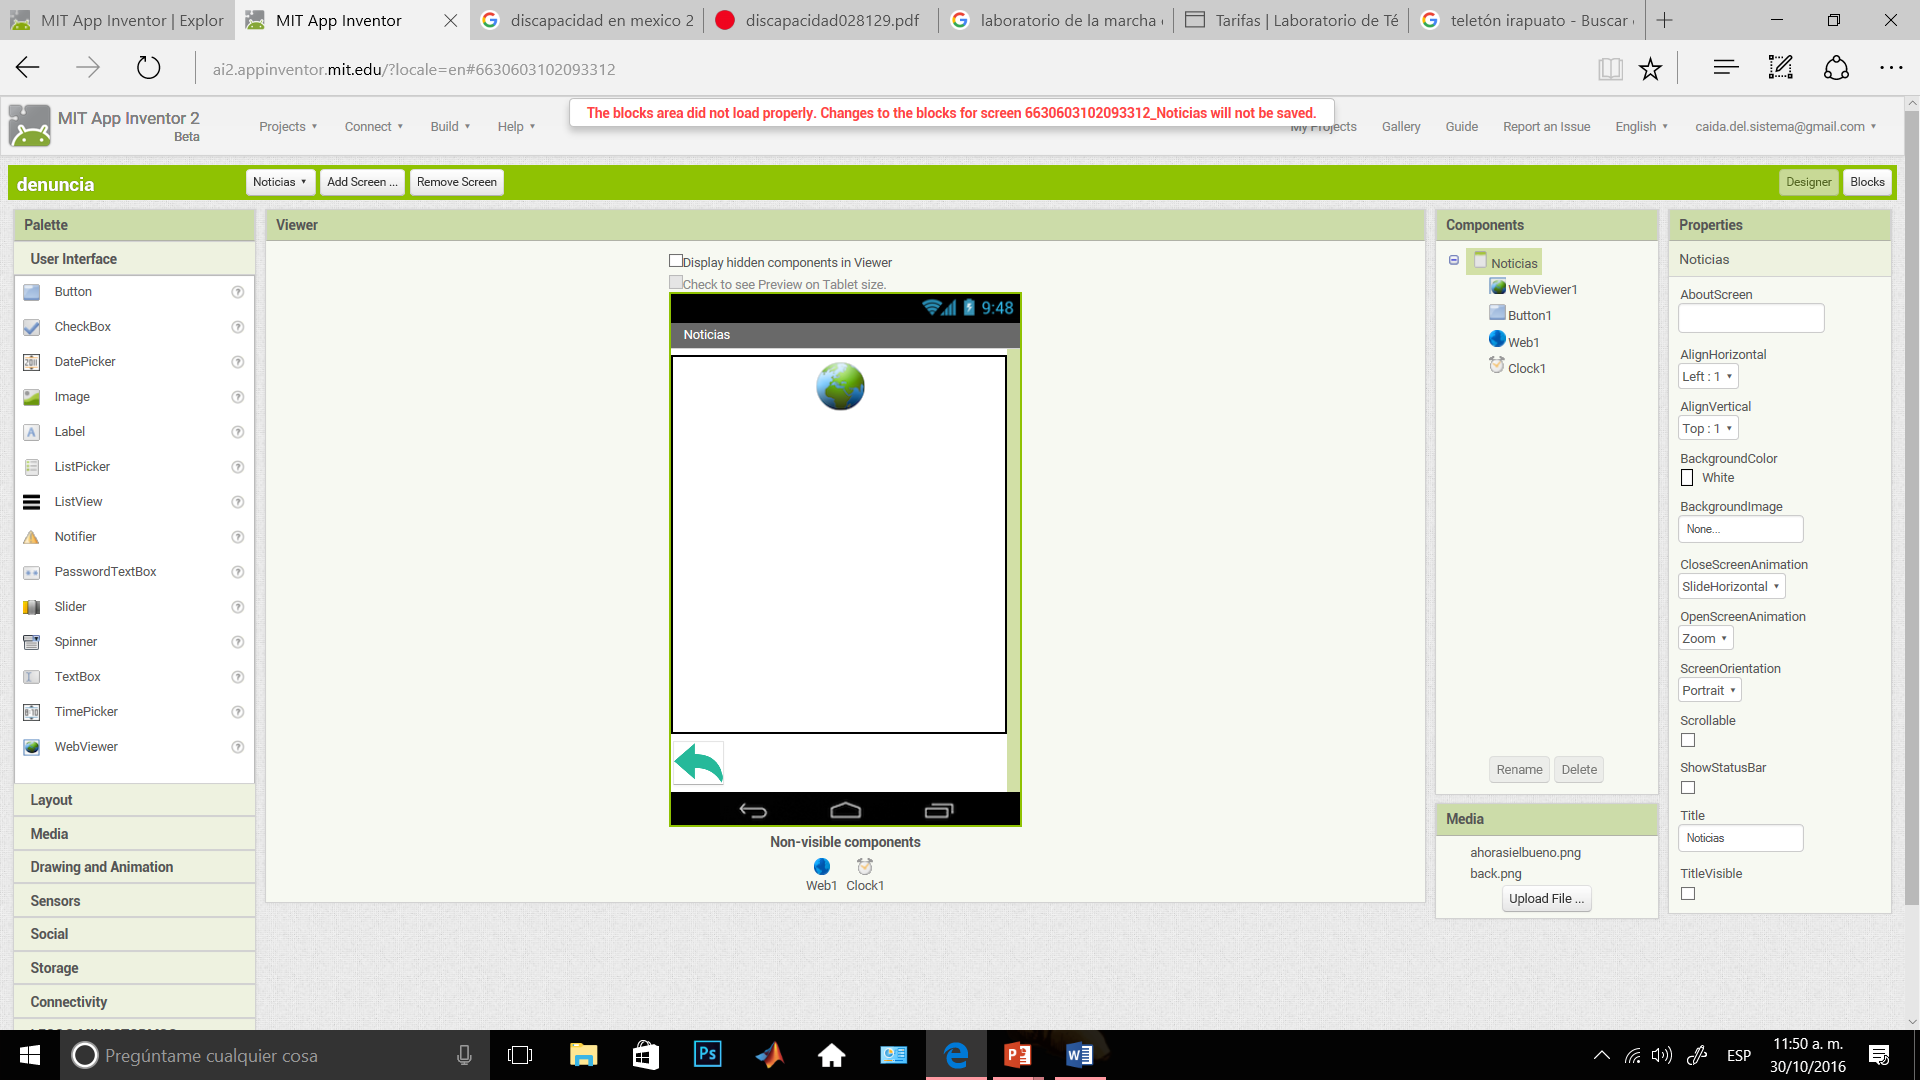 MIT App Inventor | Explor
MIT App Inventor
discapacidad en mexico 2
discapacidad028129.pdf
laboratorio de la marcha
Tarifas | Laboratorio de Té
teletón irapuato - Buscar
ai2.appinventor.mit.edu/?locale=en#6630603102093312
The blocks area did not load properly. Changes to the blocks for screen 6630603102093312_Noticias will not be saved.
MIT App Inventor 2
Beta
Projects
Connect
Build
Help
My Projects
Gallery
Guide
Report an Issue
English
caida.del.sistema@gmail.com
denuncia
Noticias
Add Screen ...
Remove Screen
Designer
Blocks
Palette
User Interface
Button
CheckBox
DatePicker
Image
Label
ListPicker
ListView
Notifier
PasswordTextBox
Slider
Spinner
TextBox
TimePicker
WebViewer
Layout
Media
Drawing and Animation
Sensors
Social
Storage
Connectivity
Viewer
Display hidden components in Viewer
Check to see Preview on Tablet size.
9:48
Noticias
Non-visible components
Web1
Clock1
Components
Noticias
WebViewer1
Button1
Web1
Clock1
Rename
Delete
Media
ahorasielbueno.png
back.png
Upload File ...
Properties
Noticias
AboutScreen
AlignHorizontal
Left : 1
AlignVertical
Top : 1
BackgroundColor
White
BackgroundImage
None...
CloseScreenAnimation
SlideHorizontal
OpenScreenAnimation
Zoom
ScreenOrientation
Portrait
Scrollable
ShowStatusBar
Title
Noticias
TitleVisible
Pregúntame cualquier cosa
Ps
ESP
11:50 a. m.
30/10/2016